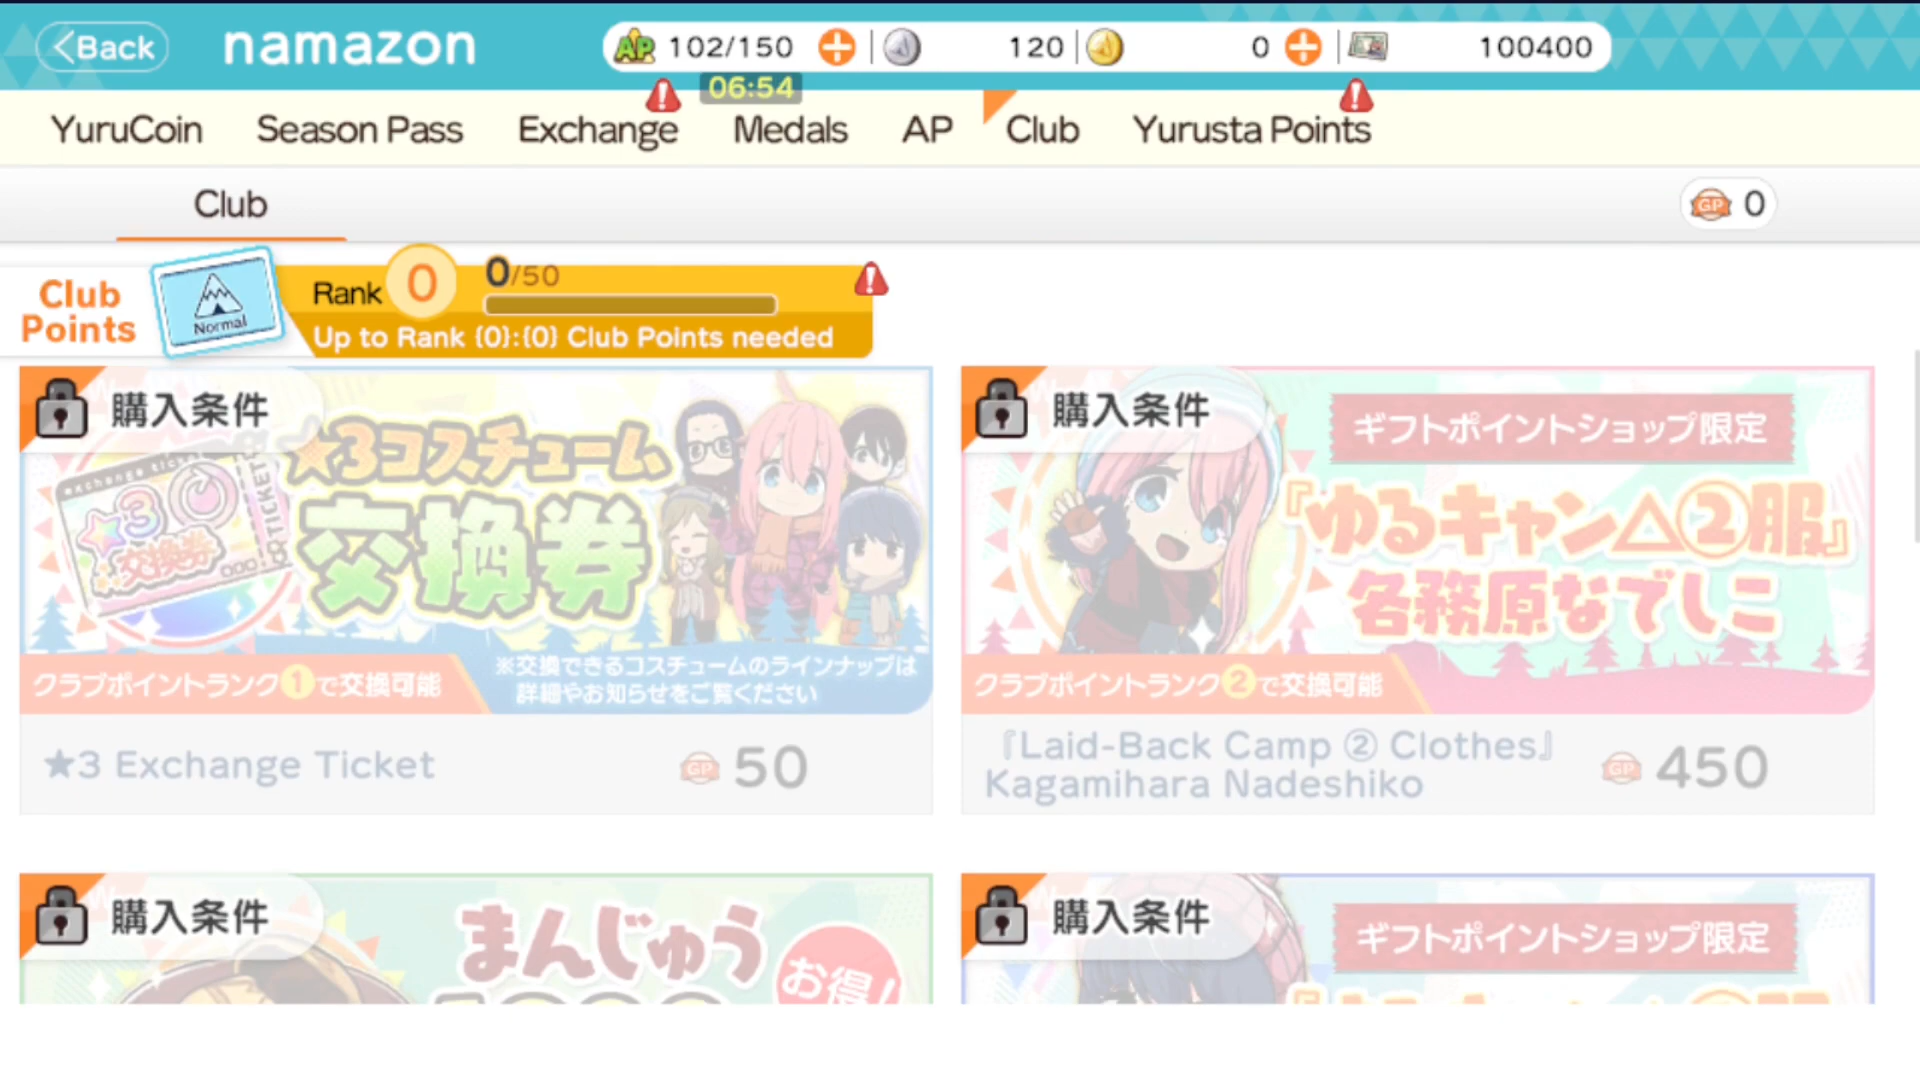 Back
namazon
AP 102/150
120
0
100400
06:54
YuruCoin
Season Pass
Exchange
Medals
AP
Club
Yurusta Points
Club
GP 0
Club
Points
Normal
Rank 0
0/50
Up to Rank {0}:{0} Club Points needed
購入条件
★3コスチューム
交換券
exchange ticket
★3
交換券
TICKET
クラブポイントランク1で交換可能
※交換できるコスチュームのラインナップは
詳細やお知らせをご覧ください
★3 Exchange Ticket
GP 50
購入条件
ギフトポイントショップ限定
『ゆるキャン△②服』
各務原なでしこ
クラブポイントランク2で交換可能
『Laid-Back Camp ② Clothes』
Kagamihara Nadeshiko
GP 450
購入条件
まんじゅう
お得!
購入条件
ギフトポイントショップ限定